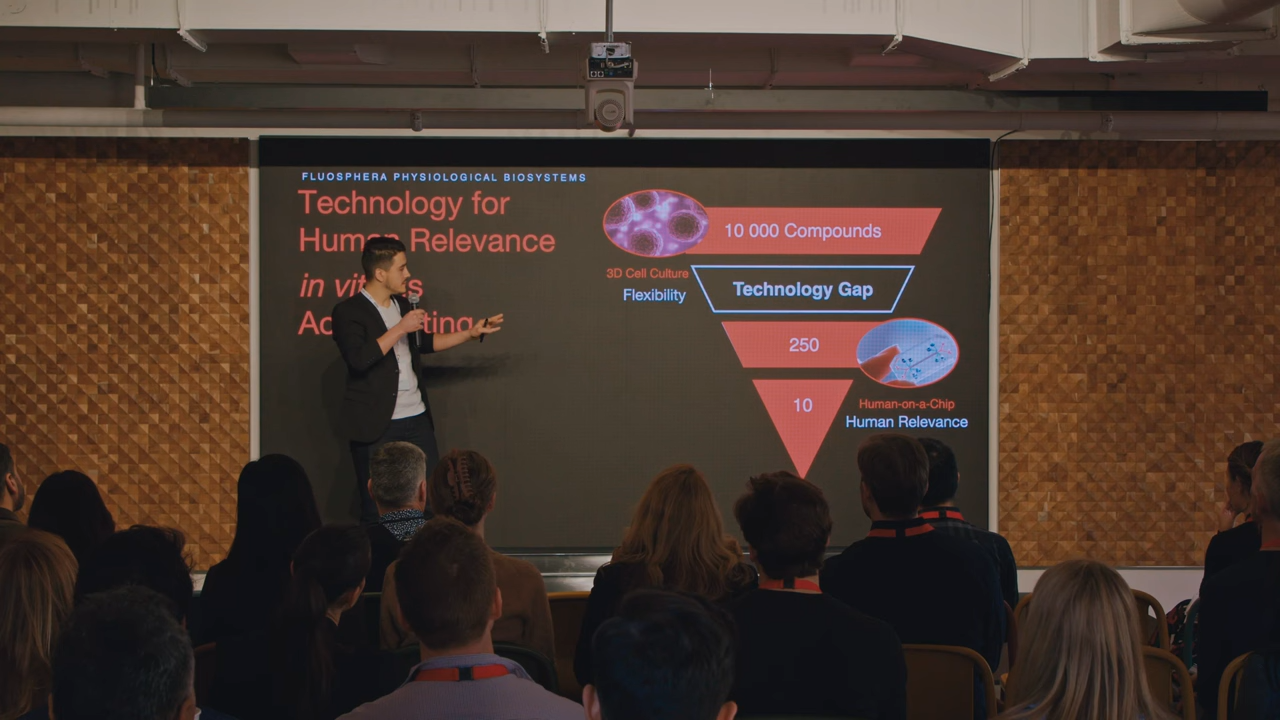 FLUOSPHERA PHYSIOLOGICAL BIOSYSTEMS
Technology for
Human Relevance
in
10 000 Compounds
3D Cell Culture
Flexibility
Technology Gap
250
10
Human-on-a-Chip
Human Relevance